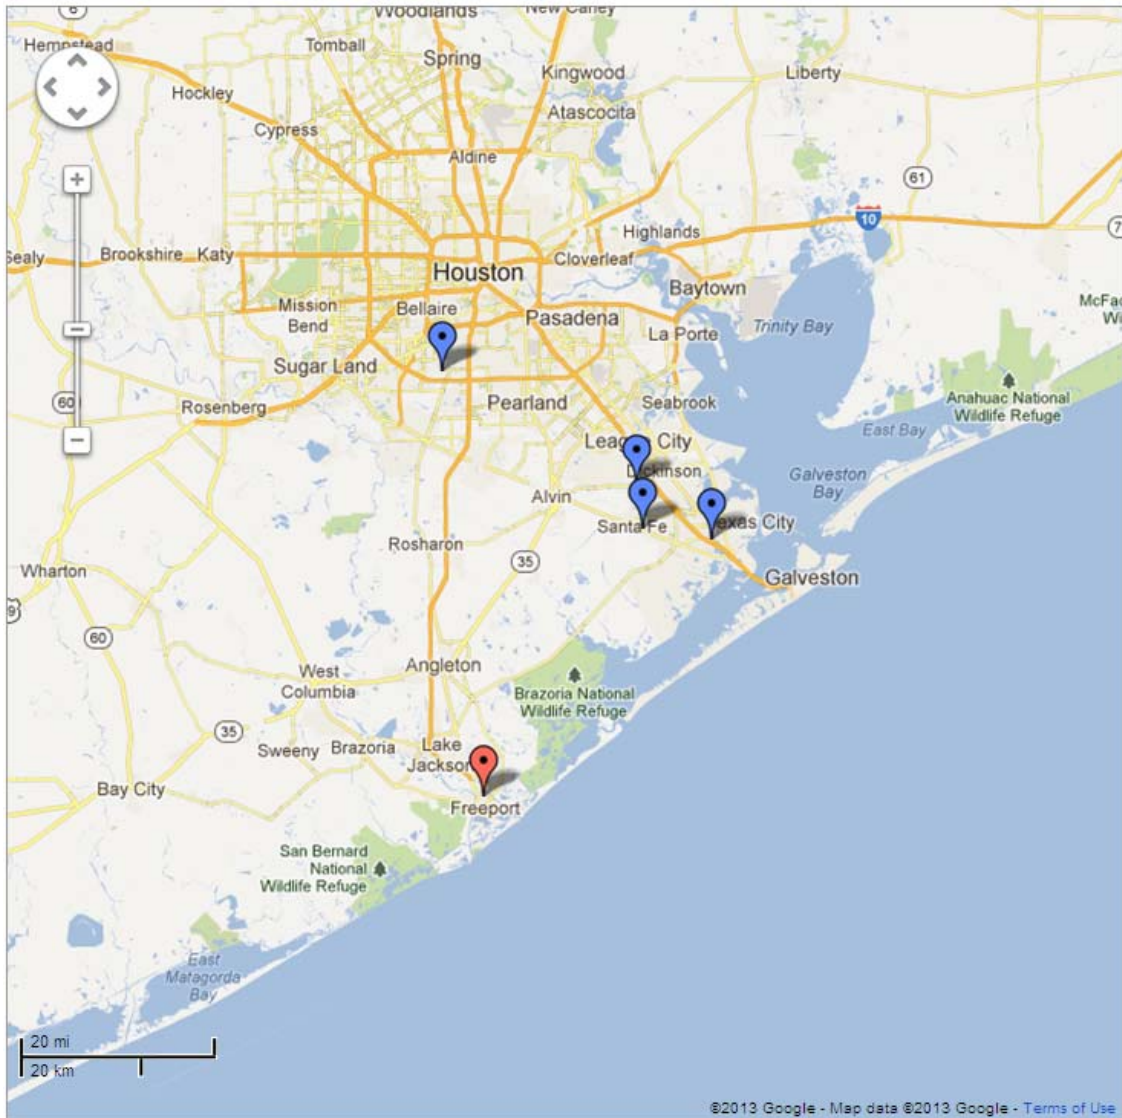 6
Woodlands
New Caney
Hempstead
Tomball
Spring
Kingwood
Liberty
Hockley
Atascocita
Cypress
Aldine
61
10
Highlands
Sealy
Brookshire
Katy
Cloverleaf
Houston
Baytown
Mission
Bend
Bellaire
Pasadena
La Porte
Trinity Bay
Sugar Land
60
Rosenberg
Pearland
Seabrook
Anahuac National
Wildlife Refuge
East Bay
League City
Dickinson
Galveston
Bay
Alvin
Santa Fe
Texas City
Rosharon
35
Wharton
Galveston
60
Angleton
West
Columbia
Brazoria National
Wildlife Refuge
35
Sweeny
Brazoria
Lake
Jackson
Bay City
Freeport
San Bernard
National
Wildlife Refuge
East
Matagorda
Bay
20 mi
20 km
©2013 Google - Map data ©2013 Google - Terms of Use